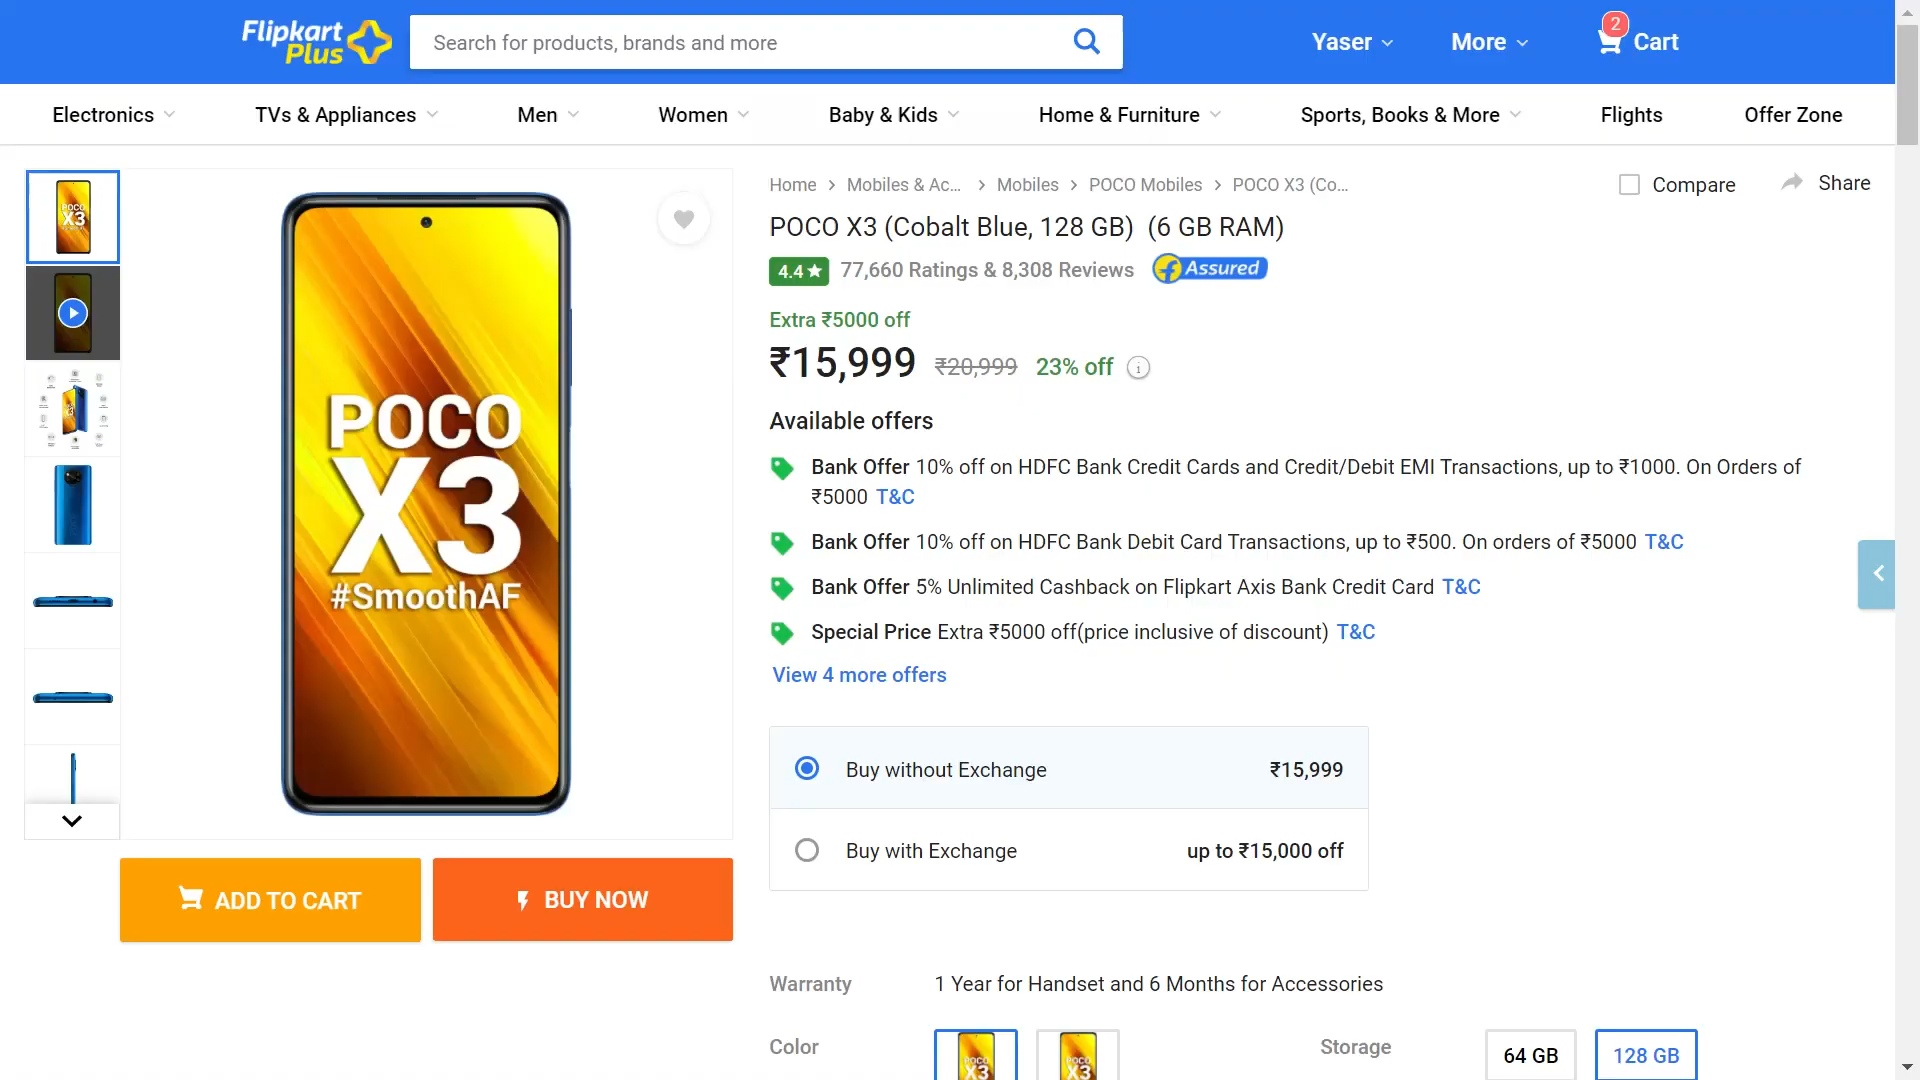 Flipkart
Plus
Search for products, brands and more
Yaser
More
2
Cart
Electronics
TVs & Appliances
Men
Women
Baby & Kids
Home & Furniture
Sports, Books & More
Flights
Offer Zone
Home
Mobiles & Ac...
Mobiles
POCO Mobiles
POCO X3 (Co...
Compare
Share
POCO X3 (Cobalt Blue, 128 GB) (6 GB RAM)
4.4★ 77,660 Ratings & 8,308 Reviews Assured
Extra ₹5000 off
₹15,999 ₹20,999 23% off
Available offers
Bank Offer 10% off on HDFC Bank Credit Cards and Credit/Debit EMI Transactions, up to ₹1000. On Orders of
₹5000 T&C
Bank Offer 10% off on HDFC Bank Debit Card Transactions, up to ₹500. On orders of ₹5000 T&C
Bank Offer 5% Unlimited Cashback on Flipkart Axis Bank Credit Card T&C
Special Price Extra ₹5000 off(price inclusive of discount) T&C
View 4 more offers
Buy without Exchange ₹15,999
Buy with Exchange up to ₹15,000 off
POCO
X3
POCO
X3
#SmoothAF
ADD TO CART
BUY NOW
Warranty 1 Year for Handset and 6 Months for Accessories
Color
POCO
X3
POCO
X3
Storage
64 GB
128 GB